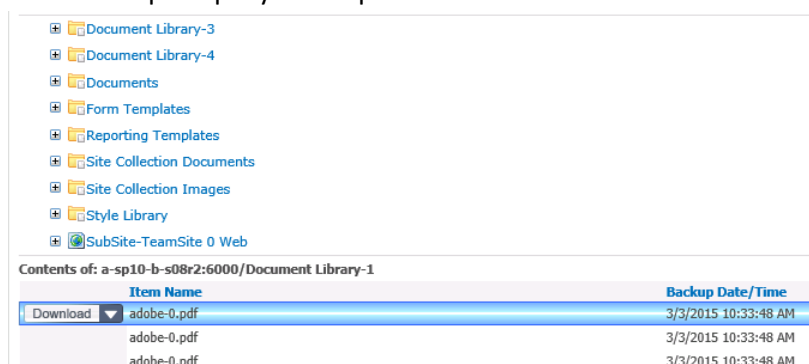 Document Library-3
Document Library-4
Documents
Form Templates
Reporting Templates
Site Collection Documents
Site Collection Images
Style Library
SubSite-TeamSite 0 Web
Contents of: a-sp10-b-s08r2:6000/Document Library-1
Item Name Backup Date/Time
Download adobe-0.pdf 3/3/2015 10:33:48 AM
adobe-0.pdf 3/3/2015 10:33:48 AM
adobe-0.pdf 3/3/2015 10:33:48 AM